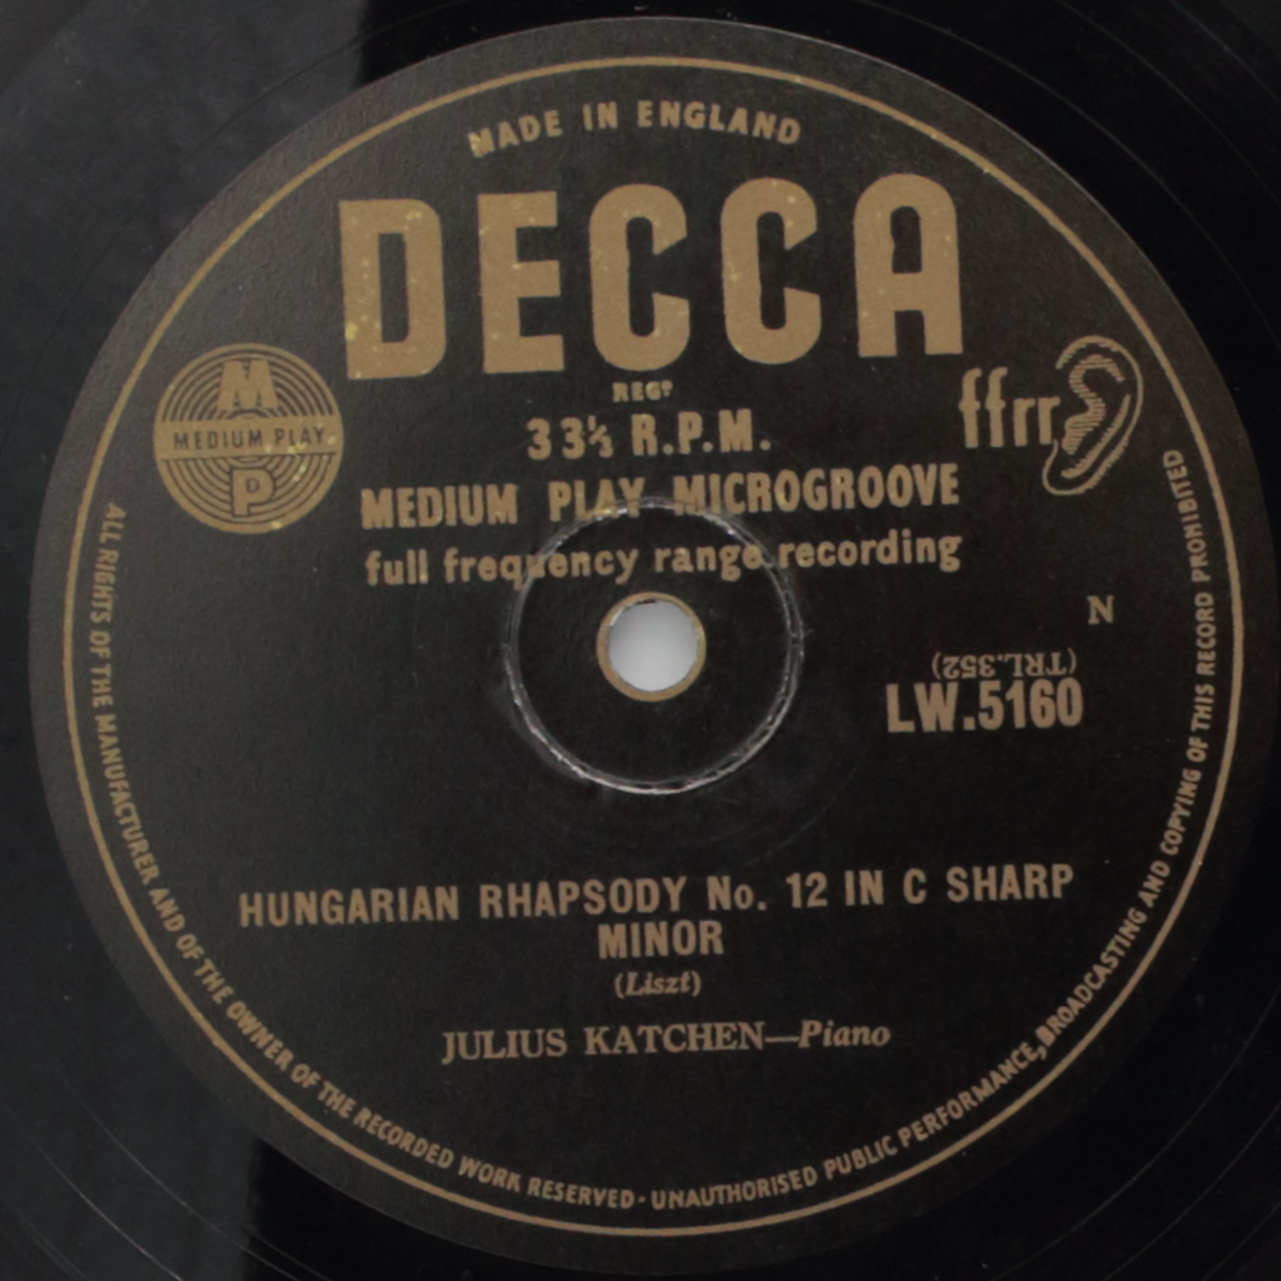 MADE IN ENGLAND
DECCA
REGD
33⅓ R.P.M.
M
MEDIUM PLAY
P
ffrr
MEDIUM PLAY MICROGROOVE
full frequency range recording
N
(TRL.352)
LW.5160
HUNGARIAN RHAPSODY No. 12 IN C SHARP
MINOR
(Liszt)
JULIUS KATCHEN—Piano
ALL RIGHTS OF THE MANUFACTURER AND OF THE OWNER OF THE RECORDED WORK RESERVED · UNAUTHORISED PUBLIC PERFORMANCE, BROADCASTING AND COPYING OF THIS RECORD PROHIBITED